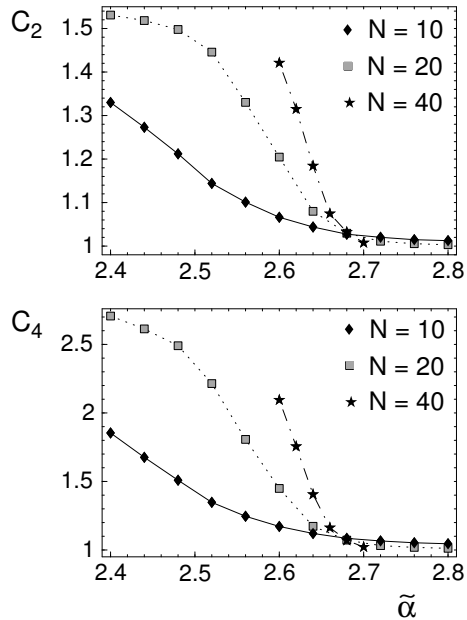 C2
1.5
1.4
1.3
1.2
1.1
1
N = 10
N = 20
N = 40
2.4 2.5 2.6 2.7 2.8
C4
2.5
2
1.5
1
N = 10
N = 20
N = 40
2.4 2.5 2.6 2.7 2.8
α̃